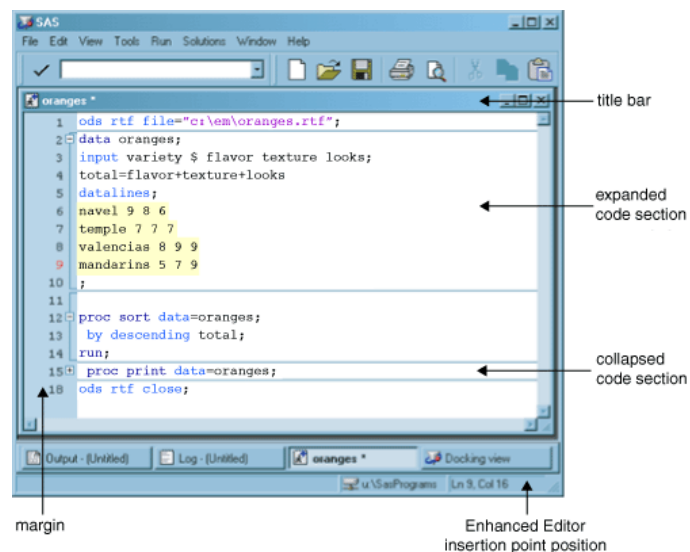 SAS
File Edit View Tools Run Solutions Window Help
oranges *
title bar
1 ods rtf file="c:\em\oranges.rtf";
2 data oranges;
3 input variety $ flavor texture looks;
4 total=flavor+texture+looks
5 datalines;
6 navel 9 8 6
7 temple 7 7 7
8 valencias 8 9 9
9 mandarins 5 7 9
10 ;
11
12 proc sort data=oranges;
13 by descending total;
14 run;
15 proc print data=oranges;
18 ods rtf close;
expanded
code section
collapsed
code section
Output - (Untitled) Log - (Untitled) oranges * Docking view
u:\SasPrograms Ln 9, Col 16
margin
Enhanced Editor
insertion point position